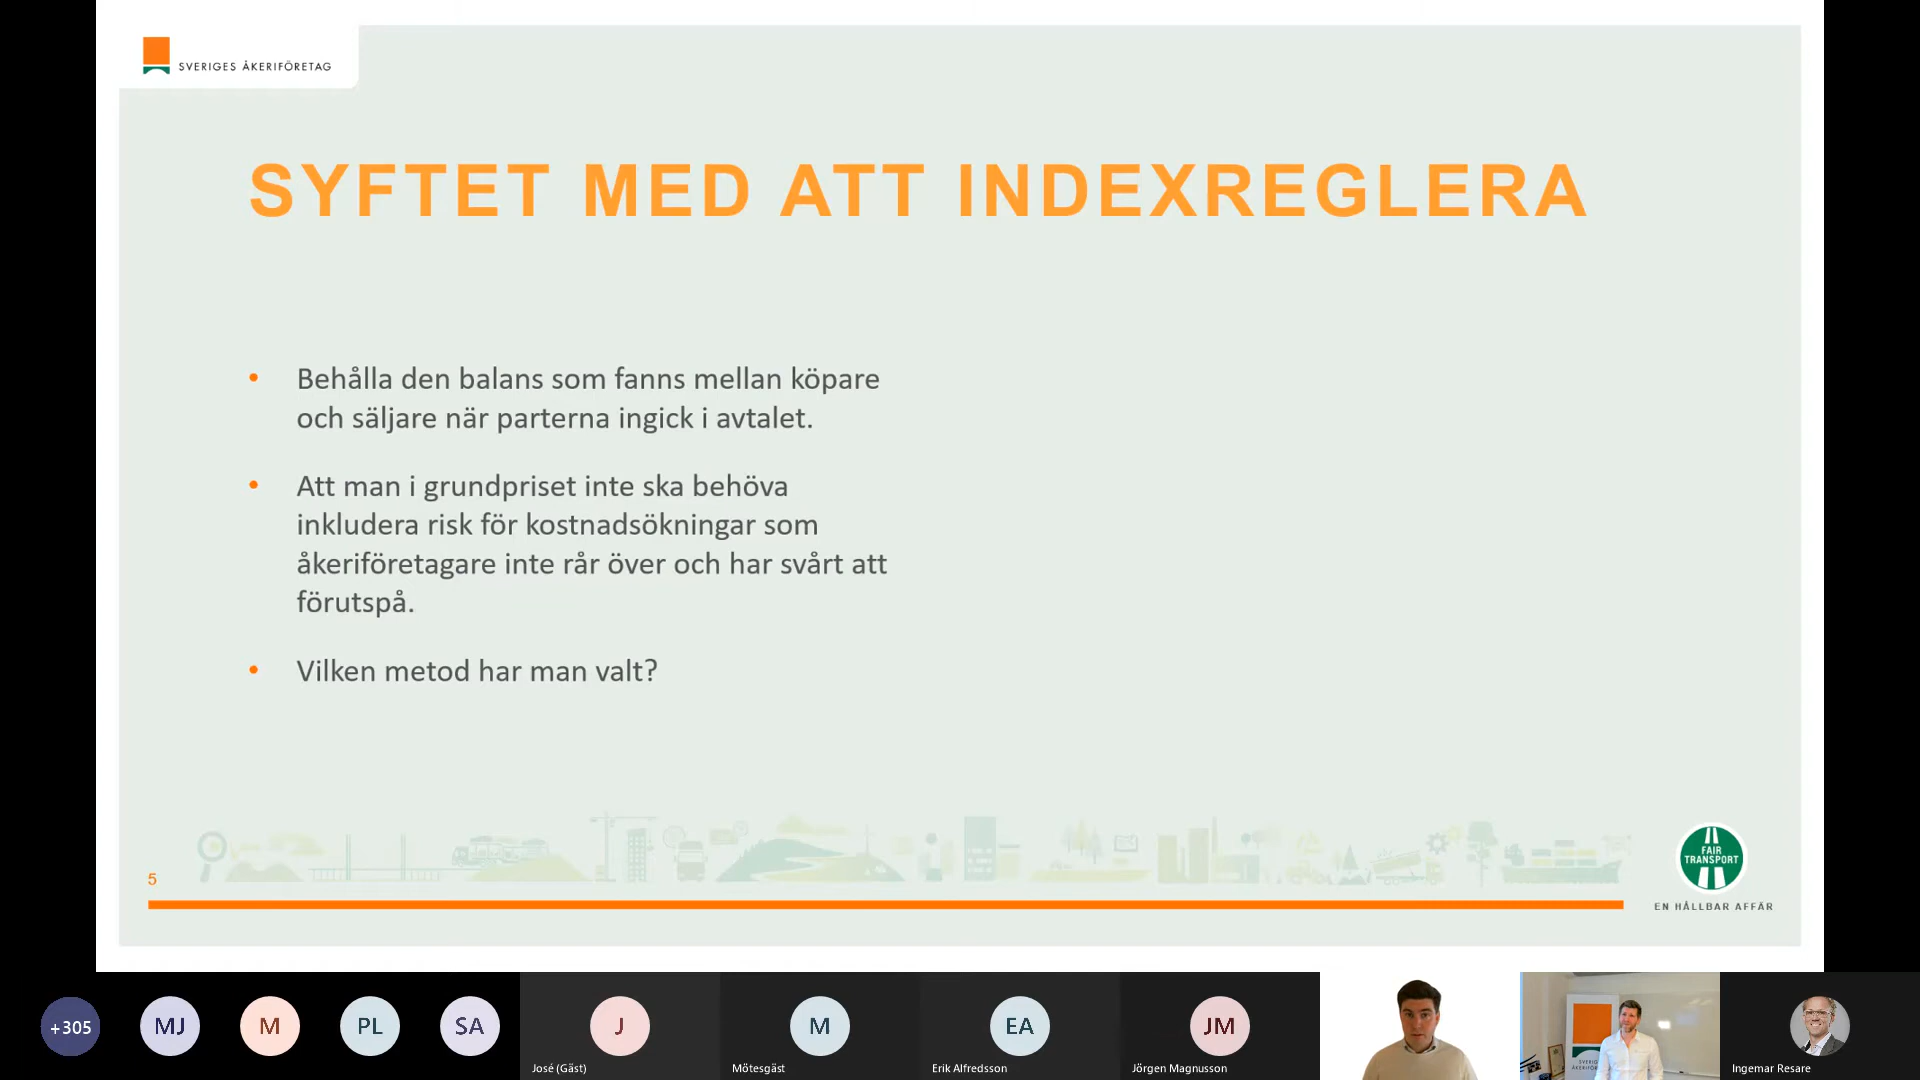 SVERIGES ÅKERIFÖRETAG
SYFTET MED ATT INDEXREGLERA
• Behålla den balans som fanns mellan köpare
och säljare när parterna ingick i avtalet.
• Att man i grundpriset inte ska behöva
inkludera risk för kostnadsökningar som
åkeriföretagare inte rår över och har svårt att
förutspå.
• Vilken metod har man valt?
5
FAIR
TRANSPORT
EN HÅLLBAR AFFÄR
+305
MJ
M
PL
SA
J
José (Gäst)
M
Mötesgäst
EA
Erik Alfredsson
JM
Jörgen Magnusson
Ingemar Resare